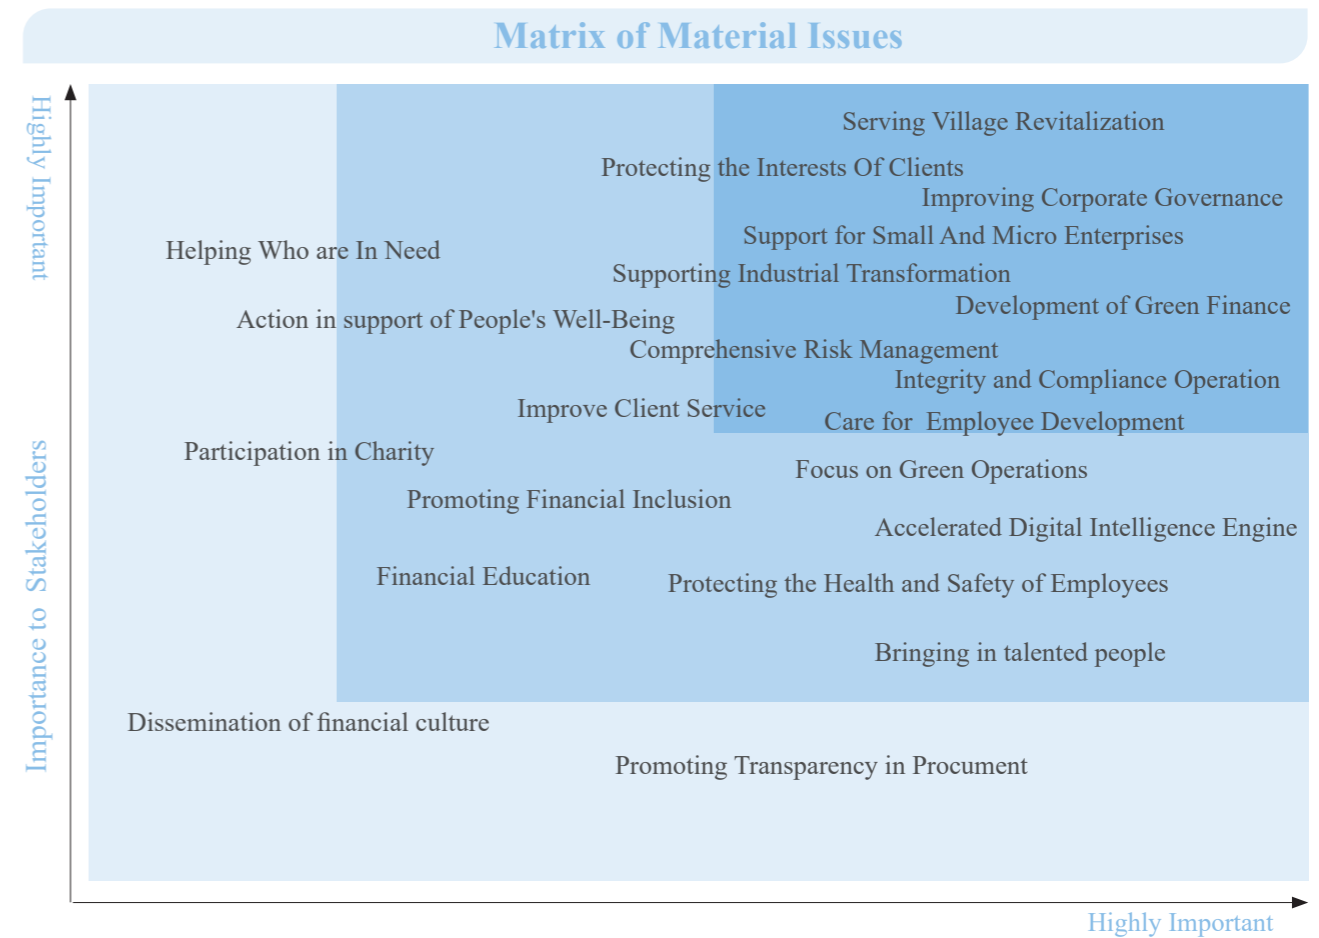 Matrix of Material Issues
Highly Important
Serving Village Revitalization
Protecting the Interests Of Clients
Improving Corporate Governance
Support for Small And Micro Enterprises
Helping Who are In Need
Supporting Industrial Transformation
Development of Green Finance
Action in support of People's Well-Being
Comprehensive Risk Management
Integrity and Compliance Operation
Improve Client Service
Care for  Employee Development
Importance to  Stakeholders
Participation in Charity
Focus on Green Operations
Promoting Financial Inclusion
Accelerated Digital Intelligence Engine
Financial Education
Protecting the Health and Safety of Employees
Bringing in talented people
Dissemination of financial culture
Promoting Transparency in Procument
Highly Important